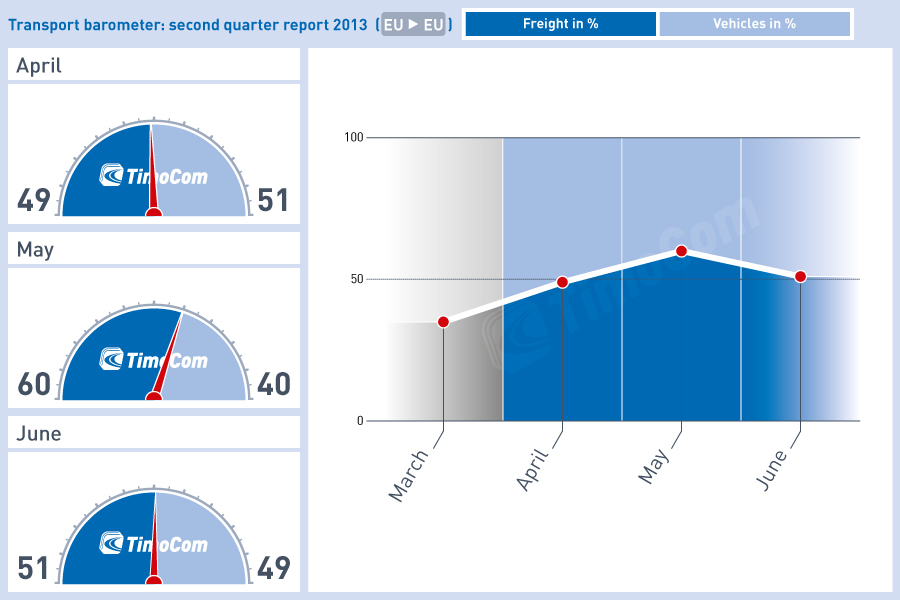 Transport barometer: second quarter report 2013 (EU ► EU)
Freight in %
Vehicles in %
April
TimoCom
49
51
May
TimoCom
60
40
June
TimoCom
51
49
100
50
0
TimoCom
March
April
May
June